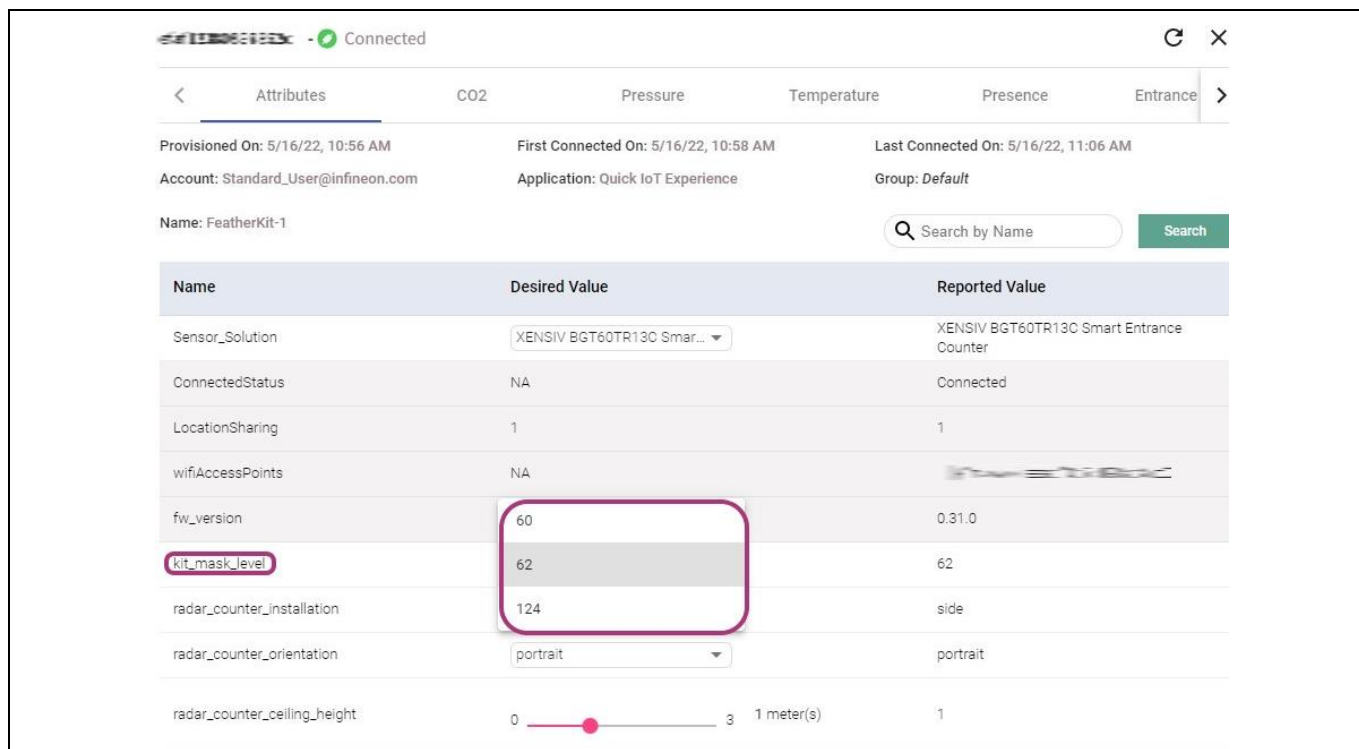 - Connected
Attributes CO2 Pressure Temperature Presence Entrance
Provisioned On: 5/16/22, 10:56 AM First Connected On: 5/16/22, 10:58 AM Last Connected On: 5/16/22, 11:06 AM
Account: Standard_User@infineon.com Application: Quick IoT Experience Group: Default
Name: FeatherKit-1 Search by Name Search
Name Desired Value Reported Value
Sensor_Solution XENSIV BGT60TR13C Smar... XENSIV BGT60TR13C Smart Entrance
Counter
ConnectedStatus NA Connected
LocationSharing 1 1
wifiAccessPoints NA
fw_version 60 0.31.0
kit_mask_level 62 62
radar_counter_installation 124 side
radar_counter_orientation portrait portrait
radar_counter_ceiling_height 0 3 1 meter(s) 1